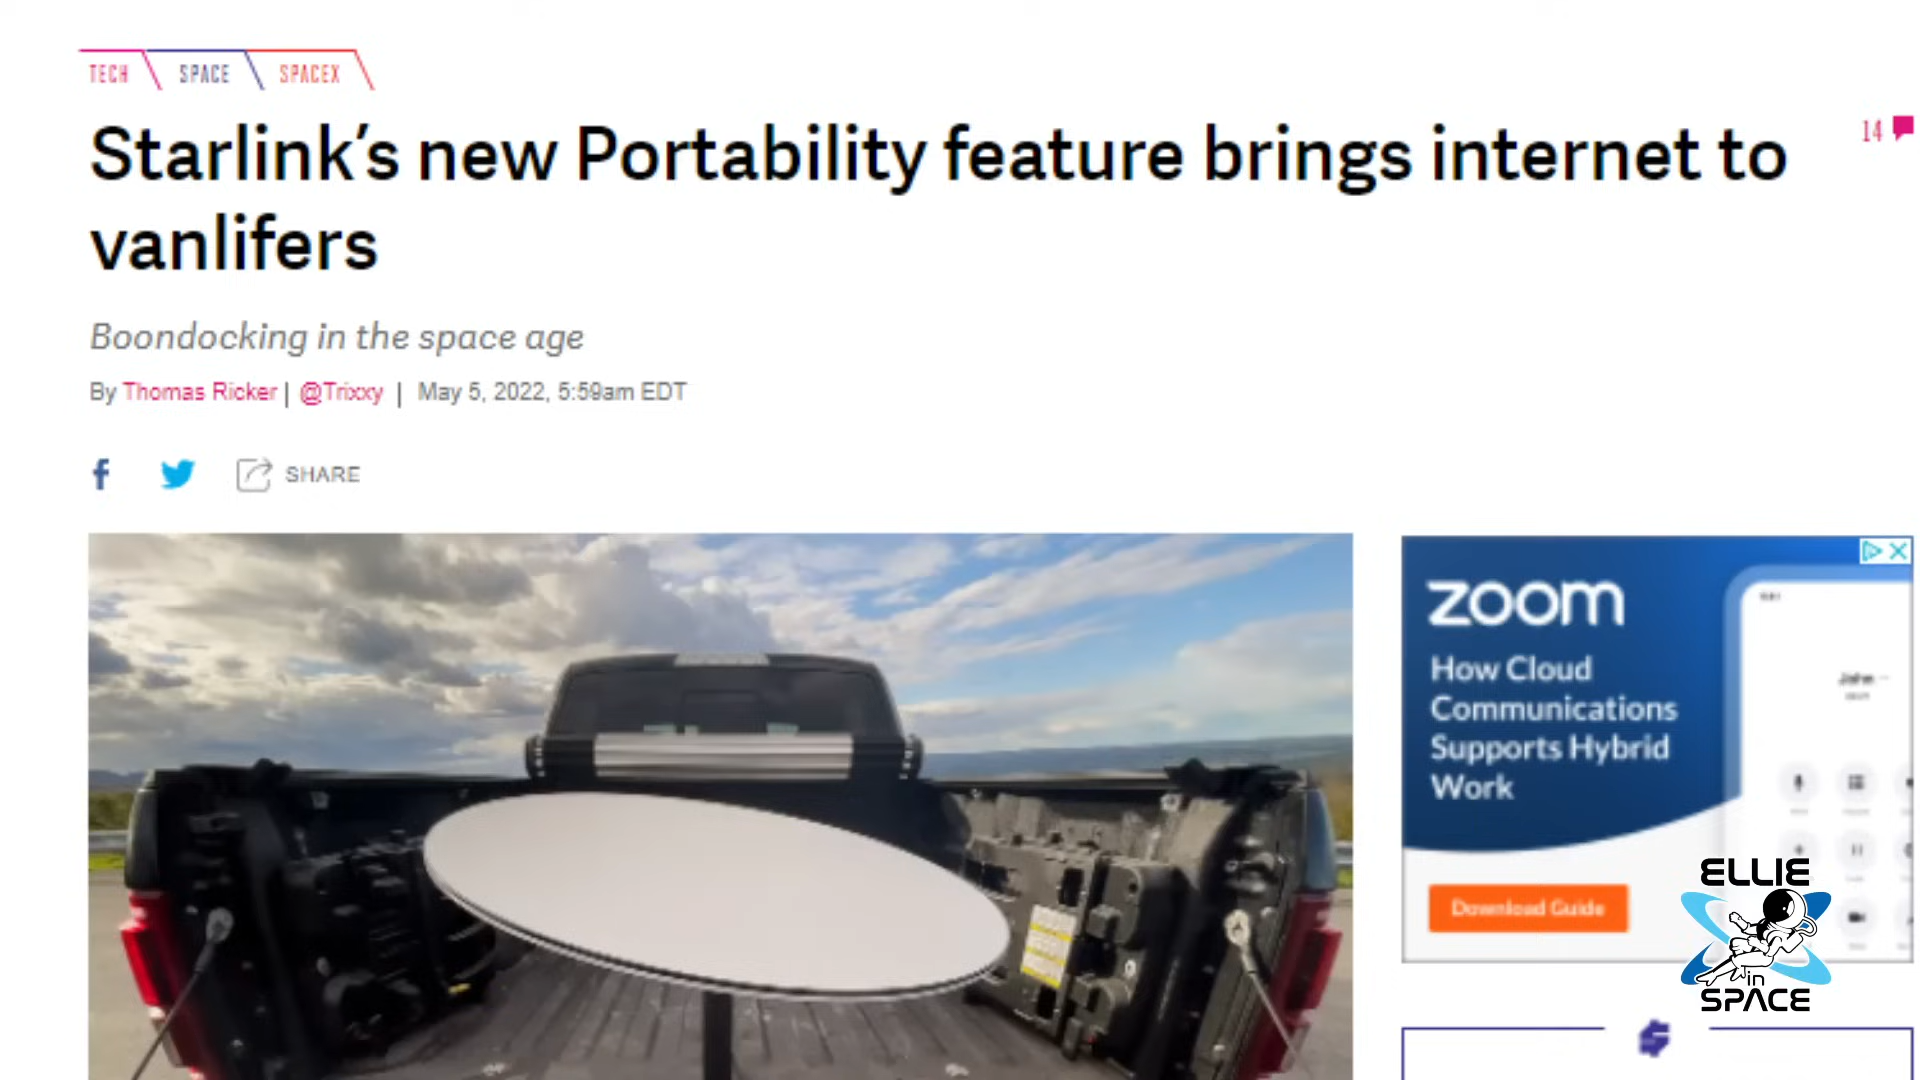 TECH SPACE SPACEX
Starlink's new Portability feature brings internet to
vanlifers
14
Boondocking in the space age
By Thomas Ricker | @Trixxy | May 5, 2022, 5:59am EDT
f SHARE
zoom
How Cloud
Communications
Supports Hybrid
Work
John
Download Guide
ELLIE
in
SPACE